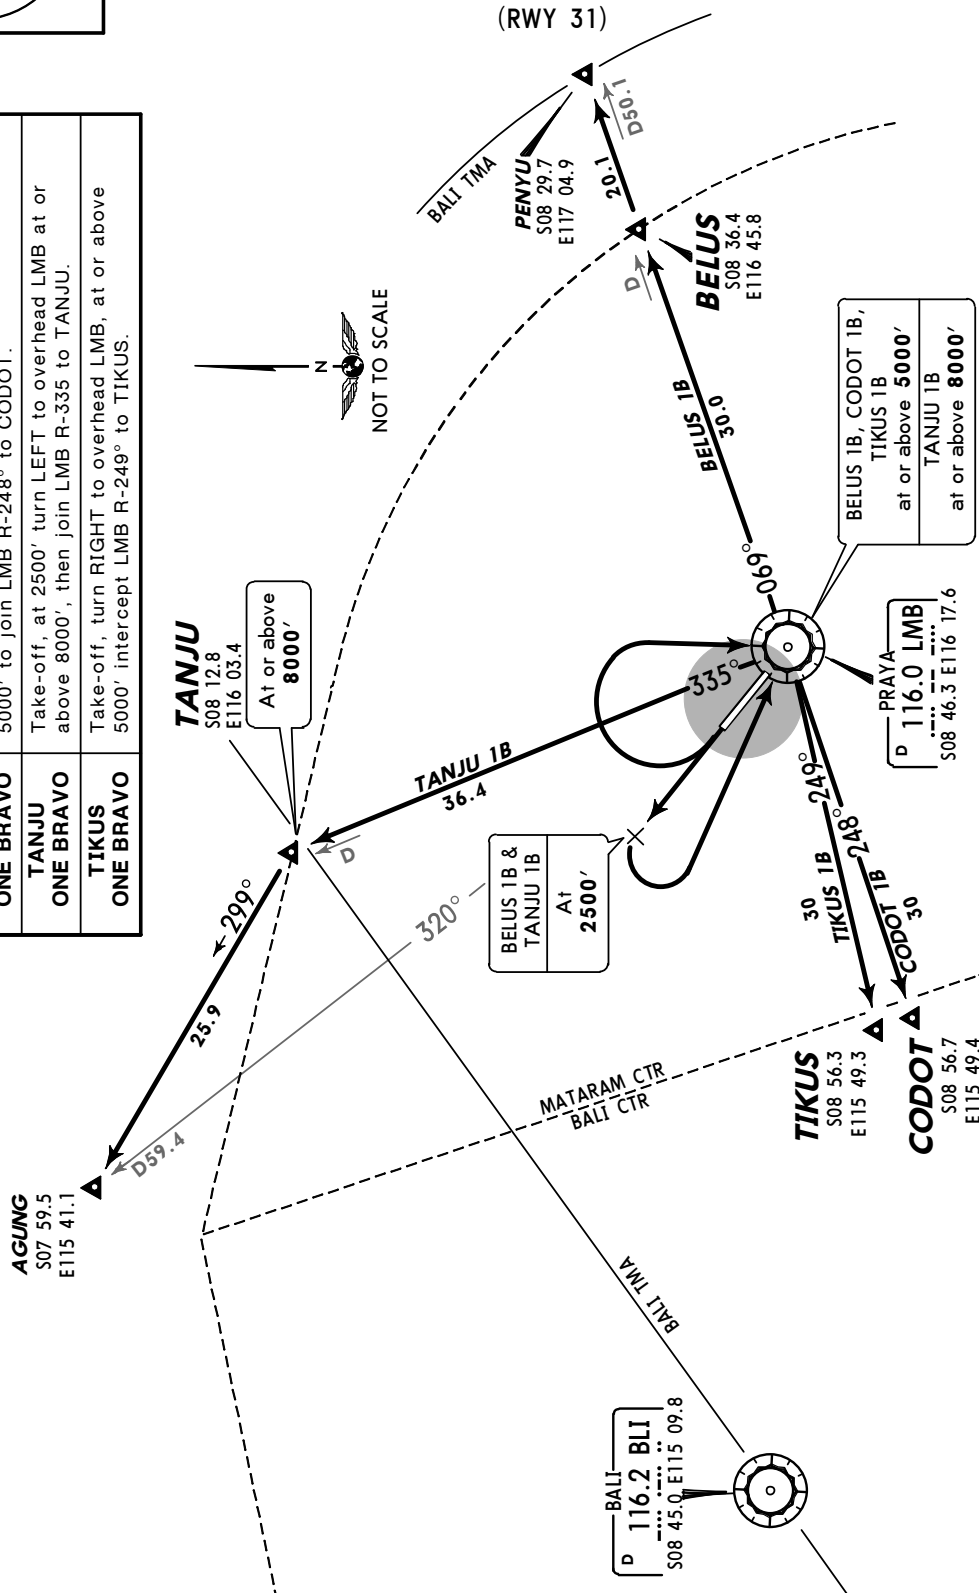 (RWY 31)
ONE BRAVO
5000' to join LMB R-248° to CODOT.
TANJU
ONE BRAVO
Take-off, at 2500' turn LEFT to overhead LMB at or
above 8000', then join LMB R-335 to TANJU.
TIKUS
ONE BRAVO
Take-off, turn RIGHT to overhead LMB, at or above
5000' intercept LMB R-249° to TIKUS.
BALI TMA
PENYU
S08 29.7
E117 04.9
D50.1
20.1
BELUS
S08 36.4
E116 45.8
D
N
NOT TO SCALE
BELUS 1B
30.0
069°
BELUS 1B, CODOT 1B,
TIKUS 1B
at or above 5000'
TANJU 1B
at or above 8000'
TANJU
S08 12.8
E116 03.4
At or above
8000'
TANJU 1B
36.4
335°
D
PRAYA
D 116.0 LMB
S08 46.3 E116 17.6
BELUS 1B &
TANJU 1B
At
2500'
299°
25.9
320°
D59.4
AGUNG
S07 59.5
E115 41.1
249°
TIKUS 1B
30
248°
CODOT 1B
30
TIKUS
S08 56.3
E115 49.3
CODOT
S08 56.7
E115 49.4
MATARAM CTR
BALI CTR
BALI TMA
BALI
D 116.2 BLI
S08 45.0 E115 09.8